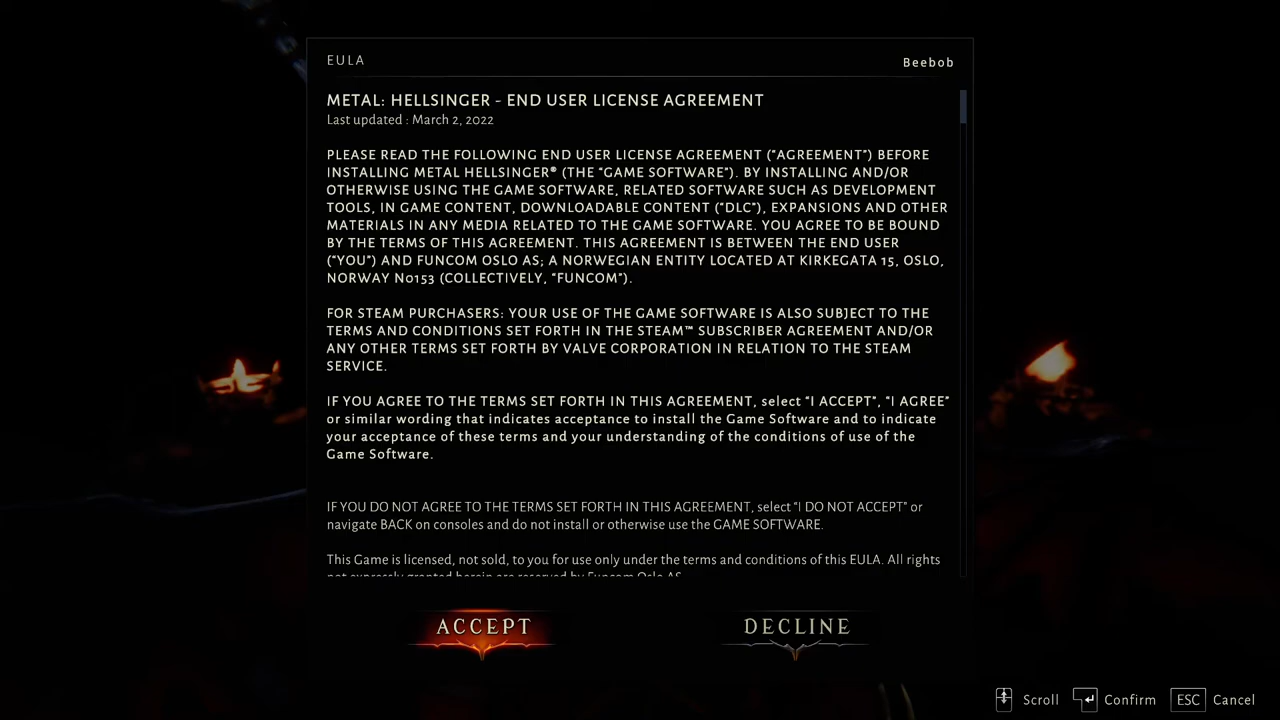 EULA
Beebob
METAL: HELLSINGER - END USER LICENSE AGREEMENT
Last updated : March 2, 2022
PLEASE READ THE FOLLOWING END USER LICENSE AGREEMENT (“AGREEMENT”) BEFORE
INSTALLING METAL HELLSINGER® (THE “GAME SOFTWARE”). BY INSTALLING AND/OR
OTHERWISE USING THE GAME SOFTWARE, RELATED SOFTWARE SUCH AS DEVELOPMENT
TOOLS, IN GAME CONTENT, DOWNLOADABLE CONTENT (“DLC”), EXPANSIONS AND OTHER
MATERIALS IN ANY MEDIA RELATED TO THE GAME SOFTWARE. YOU AGREE TO BE BOUND
BY THE TERMS OF THIS AGREEMENT. THIS AGREEMENT IS BETWEEN THE END USER
(“YOU”) AND FUNCOM OSLO AS; A NORWEGIAN ENTITY LOCATED AT KIRKEGATA 15, OSLO,
NORWAY N0153 (COLLECTIVELY, “FUNCOM”).
FOR STEAM PURCHASERS: YOUR USE OF THE GAME SOFTWARE IS ALSO SUBJECT TO THE
TERMS AND CONDITIONS SET FORTH IN THE STEAM™ SUBSCRIBER AGREEMENT AND/OR
ANY OTHER TERMS SET FORTH BY VALVE CORPORATION IN RELATION TO THE STEAM
SERVICE.
IF YOU AGREE TO THE TERMS SET FORTH IN THIS AGREEMENT, select “I ACCEPT”, “I AGREE”
or similar wording that indicates acceptance to install the Game Software and to indicate
your acceptance of these terms and your understanding of the conditions of use of the
Game Software.
IF YOU DO NOT AGREE TO THE TERMS SET FORTH IN THIS AGREEMENT, select “I DO NOT ACCEPT” or
navigate BACK on consoles and do not install or otherwise use the GAME SOFTWARE.
This Game is licensed, not sold, to you for use only under the terms and conditions of this EULA. All rights
not expressly granted herein are reserved by Funcom Oslo AS
ACCEPT
DECLINE
Scroll
Confirm
ESC
Cancel